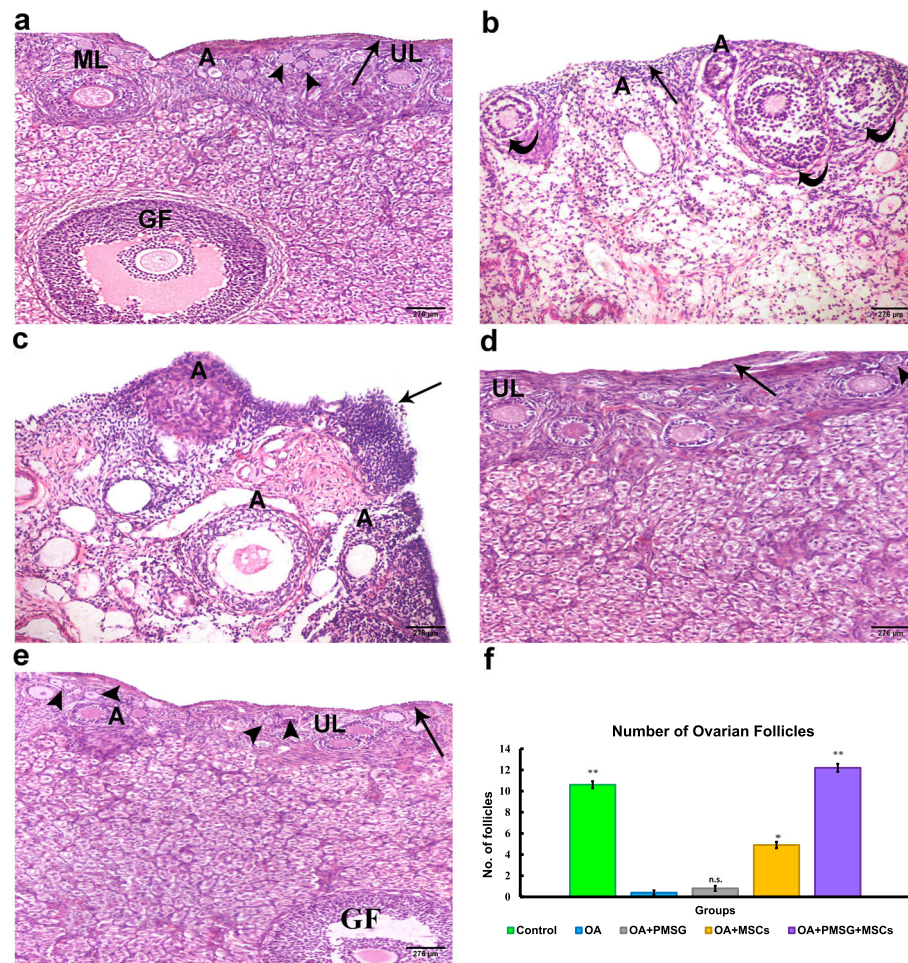 a
ML
A
UL
GF
276 µm
b
A
A
276 µm
c
A
A
A
276 µm
d
UL
276 µm
e
A
UL
GF
276 µm
f
Number of Ovarian Follicles
No. of follicles
14
12
10
8
6
4
2
0
**
n.s.
*
**
Groups
Control OA OA+PMSG OA+MSCs OA+PMSG+MSCs